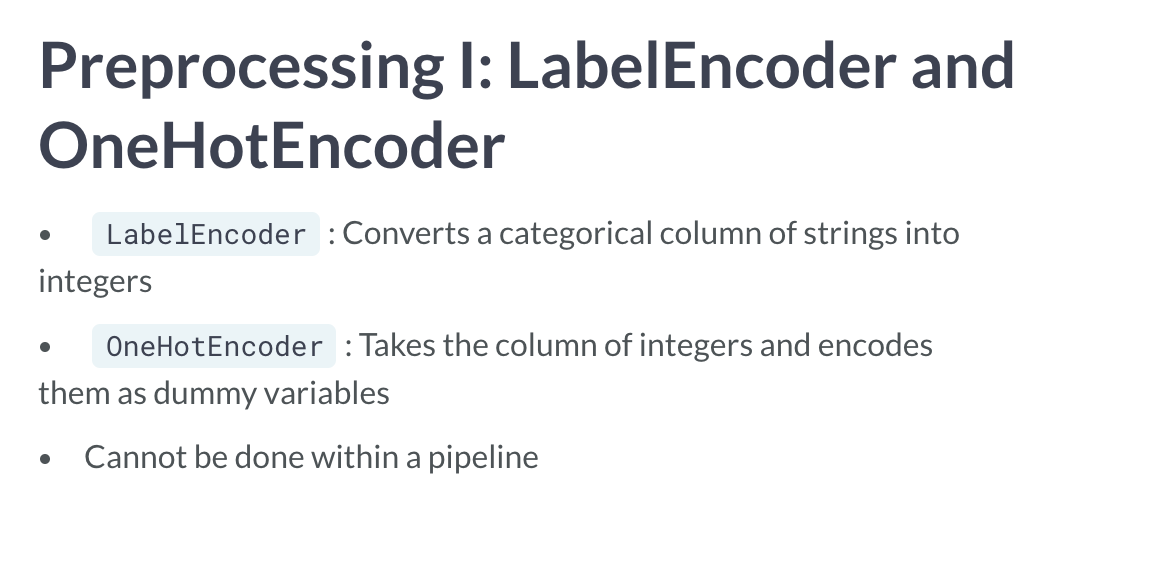 Preprocessing I: LabelEncoder and
OneHotEncoder
• LabelEncoder : Converts a categorical column of strings into
integers
• OneHotEncoder : Takes the column of integers and encodes
them as dummy variables
• Cannot be done within a pipeline